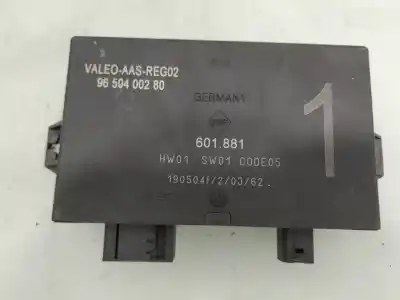 VALEO-AAS-REG02
96 504 002 80
GERMANY
1
601.881
HW01 SW01 CODE05
190504F/2/03/62.